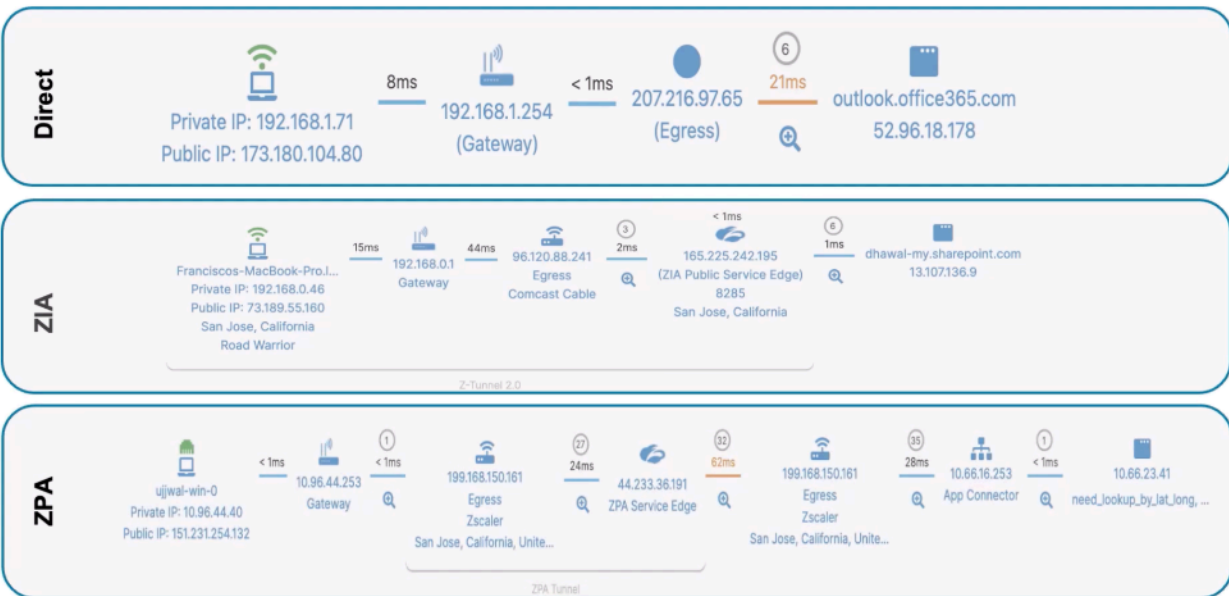 Direct
8ms
< 1ms
6
21ms
Private IP: 192.168.1.71
Public IP: 173.180.104.80
192.168.1.254
(Gateway)
207.216.97.65
(Egress)
outlook.office365.com
52.96.18.178
ZIA
15ms
44ms
3
2ms
< 1ms
6
1ms
Franciscos-MacBook-Pro.l...
Private IP: 192.168.0.46
Public IP: 73.189.55.160
San Jose, California
Road Warrior
192.168.0.1
Gateway
96.120.88.241
Egress
Comcast Cable
165.225.242.195
(ZIA Public Service Edge)
8285
San Jose, California
dhawal-my.sharepoint.com
13.107.136.9
Z-Tunnel 2.0
ZPA
< 1ms
1
< 1ms
27
24ms
32
62ms
35
28ms
1
< 1ms
ujjwal-win-0
Private IP: 10.96.44.40
Public IP: 151.231.254.132
10.96.44.253
Gateway
199.168.150.161
Egress
Zscaler
San Jose, California, Unite...
44.233.36.191
ZPA Service Edge
199.168.150.161
Egress
Zscaler
San Jose, California, Unite...
10.66.16.253
App Connector
10.66.23.41
need_lookup_by_lat_long, ...
ZPA Tunnel